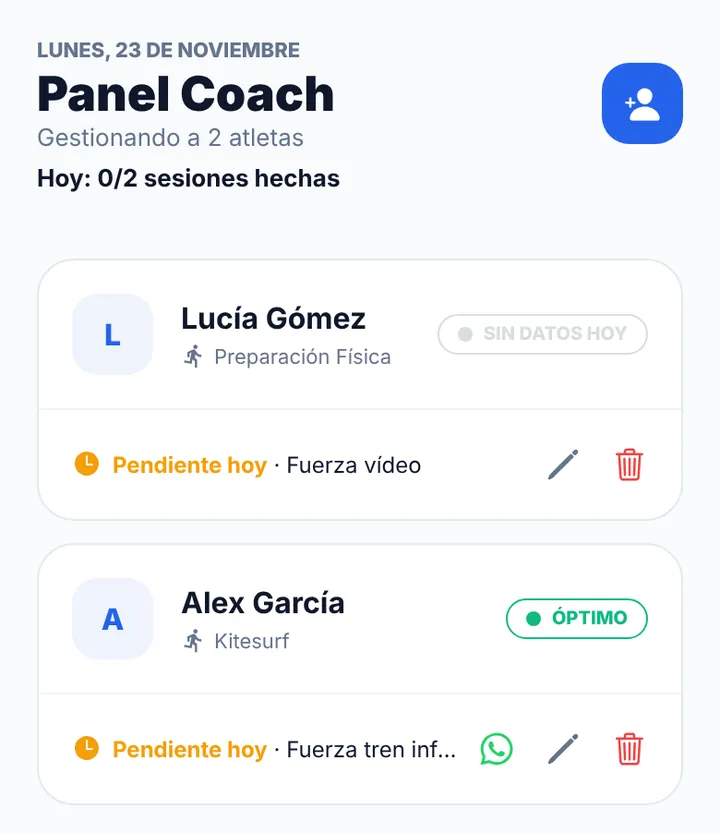 LUNES, 23 DE NOVIEMBRE
Panel Coach
Gestionando a 2 atletas
Hoy: 0/2 sesiones hechas
L
Lucía Gómez
SIN DATOS HOY
Preparación Física
Pendiente hoy · Fuerza vídeo
A
Alex García
ÓPTIMO
Kitesurf
Pendiente hoy · Fuerza tren inf...